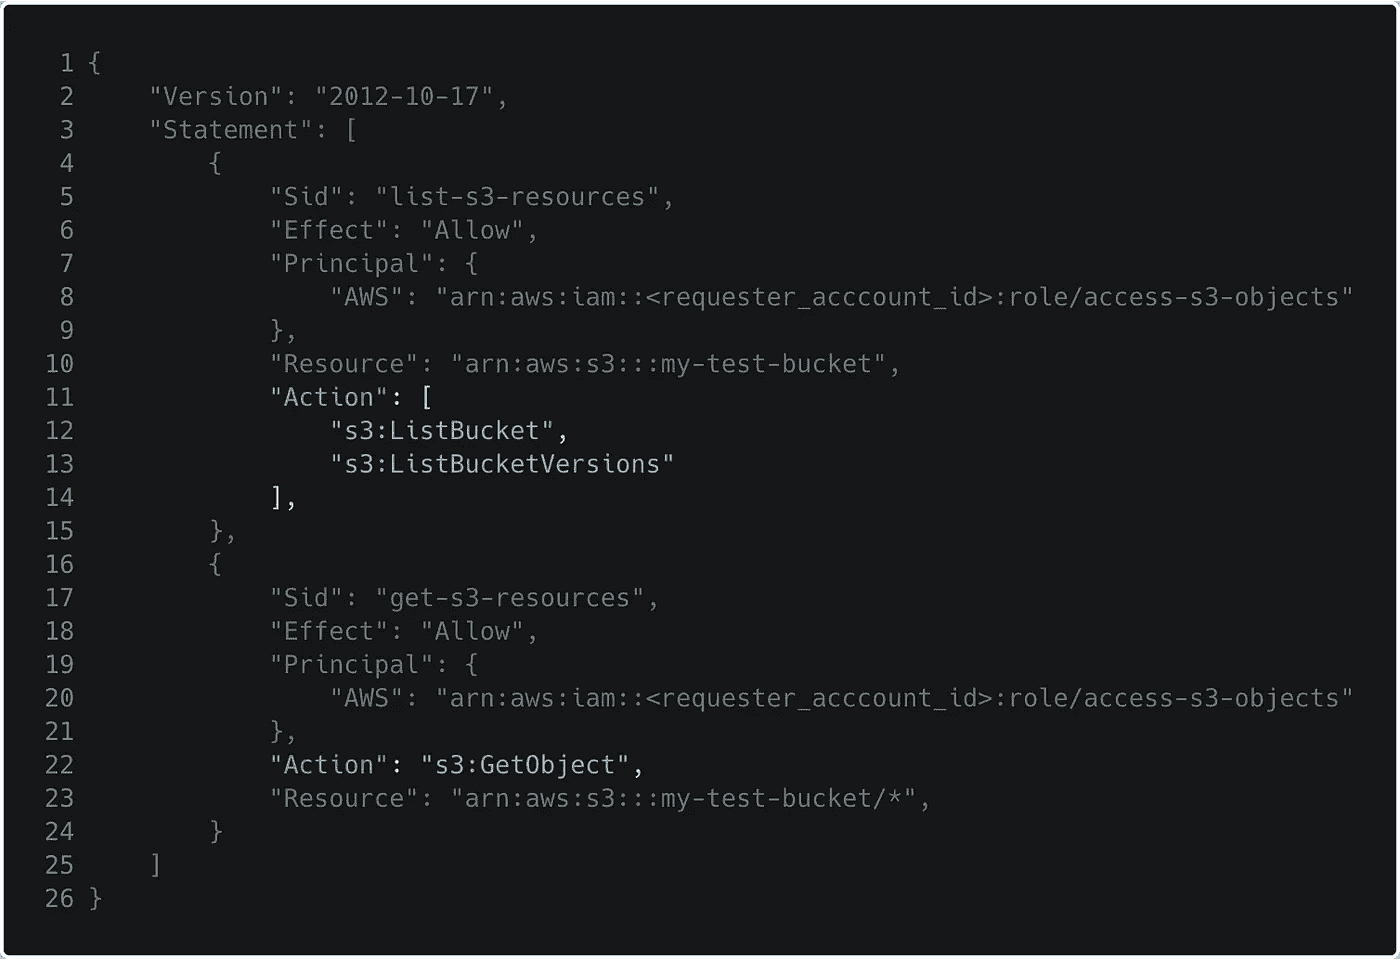 1 {
2     "Version": "2012-10-17",
3     "Statement": [
4         {
5             "Sid": "list-s3-resources",
6             "Effect": "Allow",
7             "Principal": {
8                 "AWS": "arn:aws:iam::<requester_acccount_id>:role/access-s3-objects"
9             },
10             "Resource": "arn:aws:s3:::my-test-bucket",
11             "Action": [
12                 "s3:ListBucket",
13                 "s3:ListBucketVersions"
14             ],
15         },
16         {
17             "Sid": "get-s3-resources",
18             "Effect": "Allow",
19             "Principal": {
20                 "AWS": "arn:aws:iam::<requester_acccount_id>:role/access-s3-objects"
21             },
22             "Action": "s3:GetObject",
23             "Resource": "arn:aws:s3:::my-test-bucket/*",
24         }
25     ]
26 }